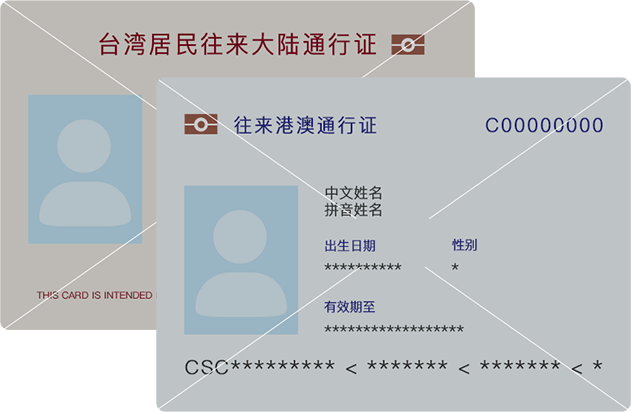 台湾居民往来大陆通行证
THIS CARD IS INTENDED
往来港澳通行证
C00000000
中文姓名
拼音姓名
出生日期 性别
********** *
有效期至
******************
CSC********* < ******* < ******* < *